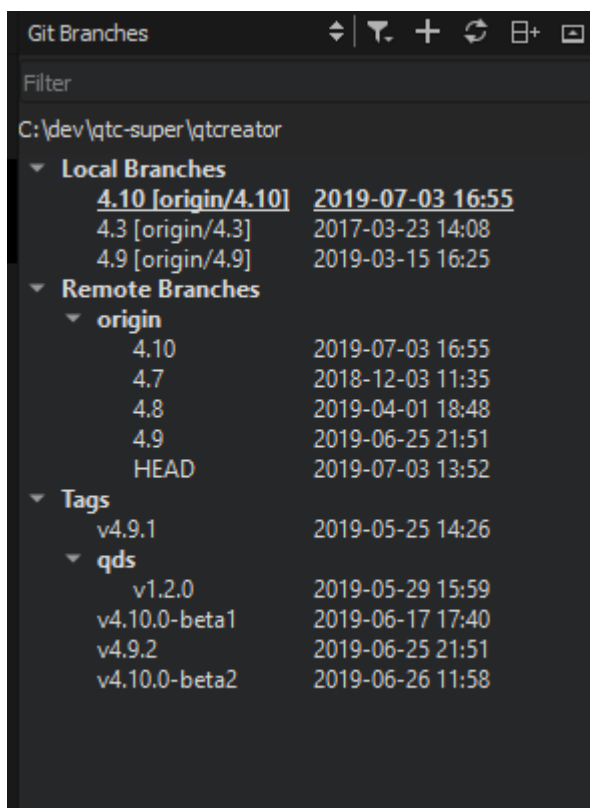 Git Branches
Filter
C:\dev\qtc-super\qtcreator
Local Branches
4.10 [origin/4.10] 2019-07-03 16:55
4.3 [origin/4.3] 2017-03-23 14:08
4.9 [origin/4.9] 2019-03-15 16:25
Remote Branches
origin
4.10 2019-07-03 16:55
4.7 2018-12-03 11:35
4.8 2019-04-01 18:48
4.9 2019-06-25 21:51
HEAD 2019-07-03 13:52
Tags
v4.9.1 2019-05-25 14:26
qds
v1.2.0 2019-05-29 15:59
v4.10.0-beta1 2019-06-17 17:40
v4.9.2 2019-06-25 21:51
v4.10.0-beta2 2019-06-26 11:58